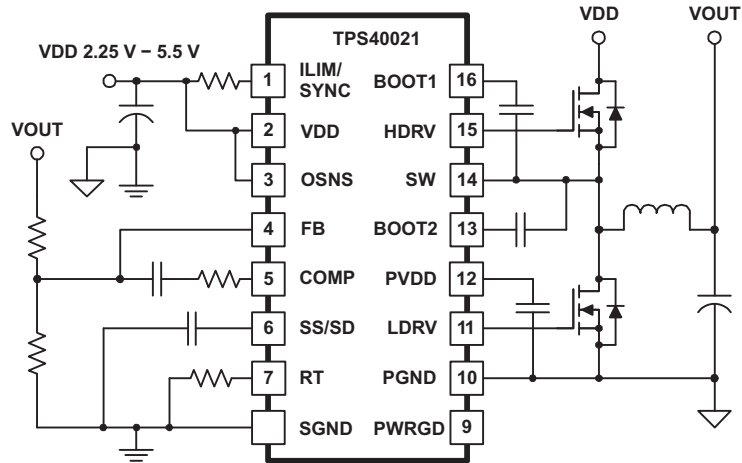 TPS40021
VDD
VOUT
VDD 2.25 V – 5.5 V
VOUT
1 ILIM/
SYNC
BOOT1 16
2 VDD
HDRV 15
3 OSNS
SW 14
4 FB
BOOT2 13
5 COMP
PVDD 12
6 SS/SD
LDRV 11
7 RT
PGND 10
SGND
PWRGD 9